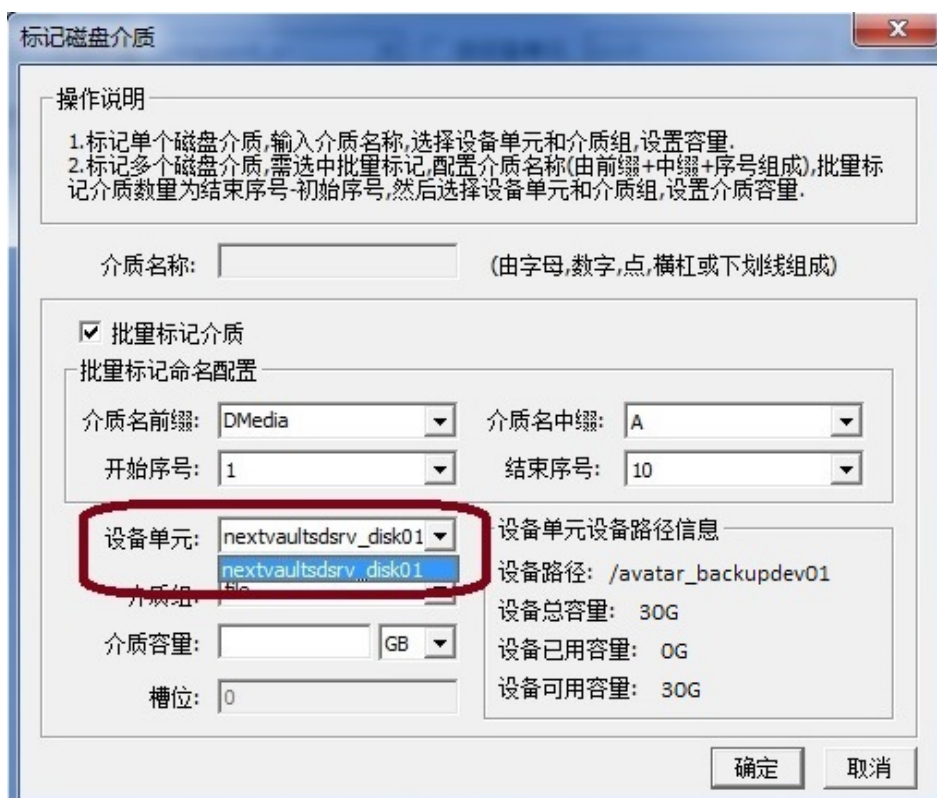 标记磁盘介质
操作说明
1.标记单个磁盘介质,输入介质名称,选择设备单元和介质组,设置容量.
2.标记多个磁盘介质,需选中批量标记,配置介质名称(由前缀+中缀+序号组成),批量标
记介质数量为结束序号-初始序号,然后选择设备单元和介质组,设置介质容量.
介质名称: (由字母,数字,点,横杠或下划线组成)
批量标记介质
批量标记命名配置
介质名前缀: DMedia 介质名中缀: A
开始序号: 1 结束序号: 10
设备单元: nextvaultsdsrv_disk01 设备单元设备路径信息
nextvaultsdsrv_disk01 设备路径: /avatar_backupdev01
介质组: file 设备总容量: 30G
介质容量: GB 设备已用容量: 0G
槽位: 0 设备可用容量: 30G
确定 取消